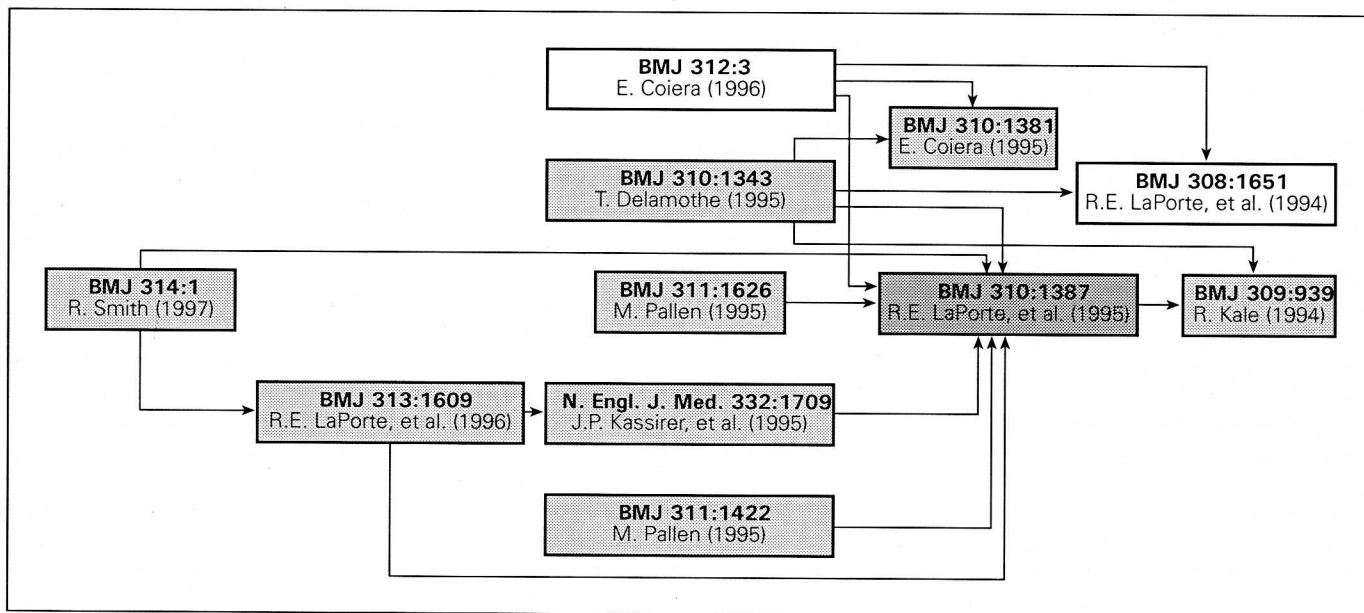 BMJ 312:3
E. Coiera (1996)
BMJ 310:1381
E. Coiera (1995)
BMJ 310:1343
T. Delamothe (1995)
BMJ 308:1651
R.E. LaPorte, et al. (1994)
BMJ 314:1
R. Smith (1997)
BMJ 311:1626
M. Pallen (1995)
BMJ 310:1387
R.E. LaPorte, et al. (1995)
BMJ 309:939
R. Kale (1994)
BMJ 313:1609
R.E. LaPorte, et al. (1996)
N. Engl. J. Med. 332:1709
J.P. Kassirer, et al. (1995)
BMJ 311:1422
M. Pallen (1995)